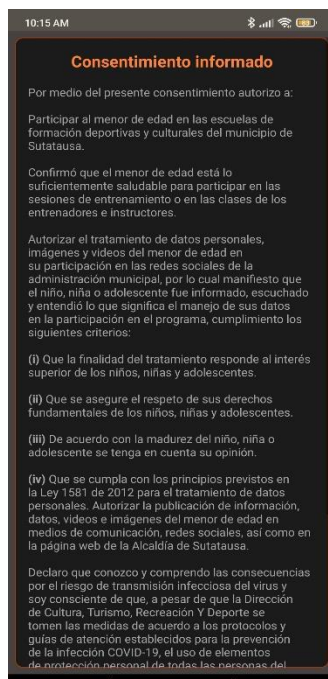 10:15 AM
Consentimiento informado
Por medio del presente consentimiento autorizo a:
Participar al menor de edad en las escuelas de
formación deportivas y culturales del municipio de
Sutatausa.
Confirmó que el menor de edad está lo
suficientemente saludable para participar en las
sesiones de entrenamiento o en las clases de los
entrenadores e instructores.
Autorizar el tratamiento de datos personales,
imágenes y videos del menor de edad en
su participación en las redes sociales de la
administración municipal, por lo cual manifiesto que
el niño, niña o adolescente fue informado, escuchado
y entendió lo que significa el manejo de sus datos
en la participación en el programa, cumplimiento los
siguientes criterios:
(i) Que la finalidad del tratamiento responde al interés
superior de los niños, niñas y adolescentes.
(ii) Que se asegure el respeto de sus derechos
fundamentales de los niños, niñas y adolescentes.
(iii) De acuerdo con la madurez del niño, niña o
adolescente se tenga en cuenta su opinión.
(iv) Que se cumpla con los principios previstos en
la Ley 1581 de 2012 para el tratamiento de datos
personales. Autorizar la publicación de información,
datos, videos e imágenes del menor de edad en
medios de comunicación, redes sociales, así como en
la página web de la Alcaldía de Sutatausa.
Declaro que conozco y comprendo las consecuencias
por el riesgo de transmisión infecciosa del virus y
soy consciente de que, a pesar de que la Dirección
de Cultura, Turismo, Recreación Y Deporte se
tomen las medidas de acuerdo a los protocolos y
guías de atención establecidos para la prevención
de la infección COVID-19, el uso de elementos
de protección personal de todas las personas del